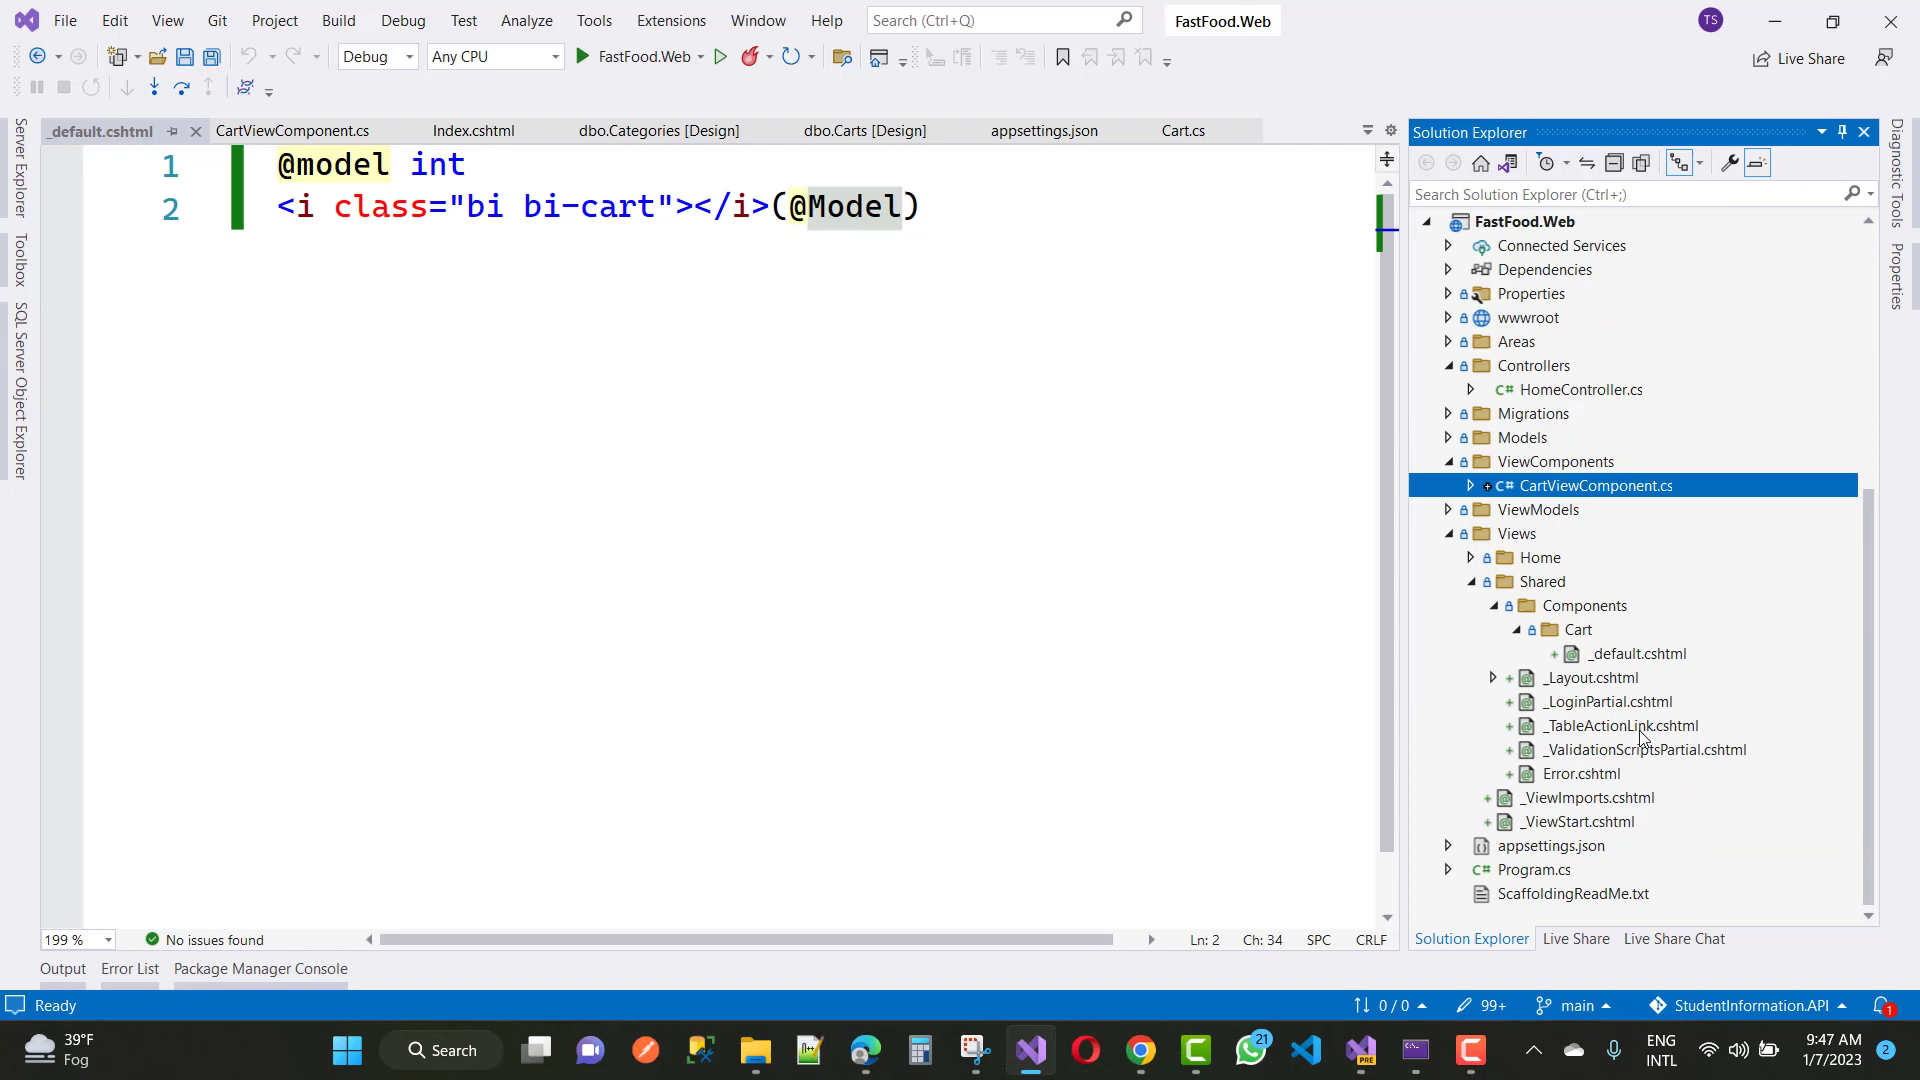 File Edit View Git Project Build Debug Test Analyze Tools Extensions Window Help Search (Ctrl+Q) FastFood.Web TS
Debug Any CPU FastFood.Web Live Share
_default.cshtml CartViewComponent.cs Index.cshtml dbo.Categories [Design] dbo.Carts [Design] appsettings.json Cart.cs
Server Explorer
Toolbox
SQL Server Object Explorer
1 @model int
2 <i class="bi bi-cart"></i>(@Model)
199 % No issues found Ln: 2 Ch: 34 SPC CRLF
Output Error List Package Manager Console
Solution Explorer
Search Solution Explorer (Ctrl+;)
FastFood.Web
Connected Services
Dependencies
Properties
wwwroot
Areas
Controllers
C# HomeController.cs
Migrations
Models
ViewComponents
C# CartViewComponent.cs
ViewModels
Views
Home
Shared
Components
Cart
_default.cshtml
_Layout.cshtml
_LoginPartial.cshtml
_TableActionLink.cshtml
_ValidationScriptsPartial.cshtml
Error.cshtml
_ViewImports.cshtml
_ViewStart.cshtml
appsettings.json
C# Program.cs
ScaffoldingReadMe.txt
Solution Explorer Live Share Live Share Chat
Diagnostic Tools
Properties
Ready 0 / 0 99+ main StudentInformation.API 1
39°F
Fog
Search
21
PRE
ENG
INTL
9:47 AM
1/7/2023
2